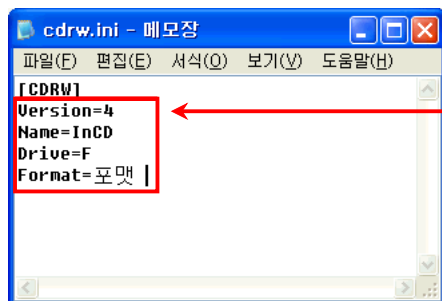 cdrw.ini - 메모장
파일(F) 편집(E) 서식(O) 보기(V) 도움말(H)
[CDRW]
Version=4
Name=InCD
Drive=F
Format=포맷